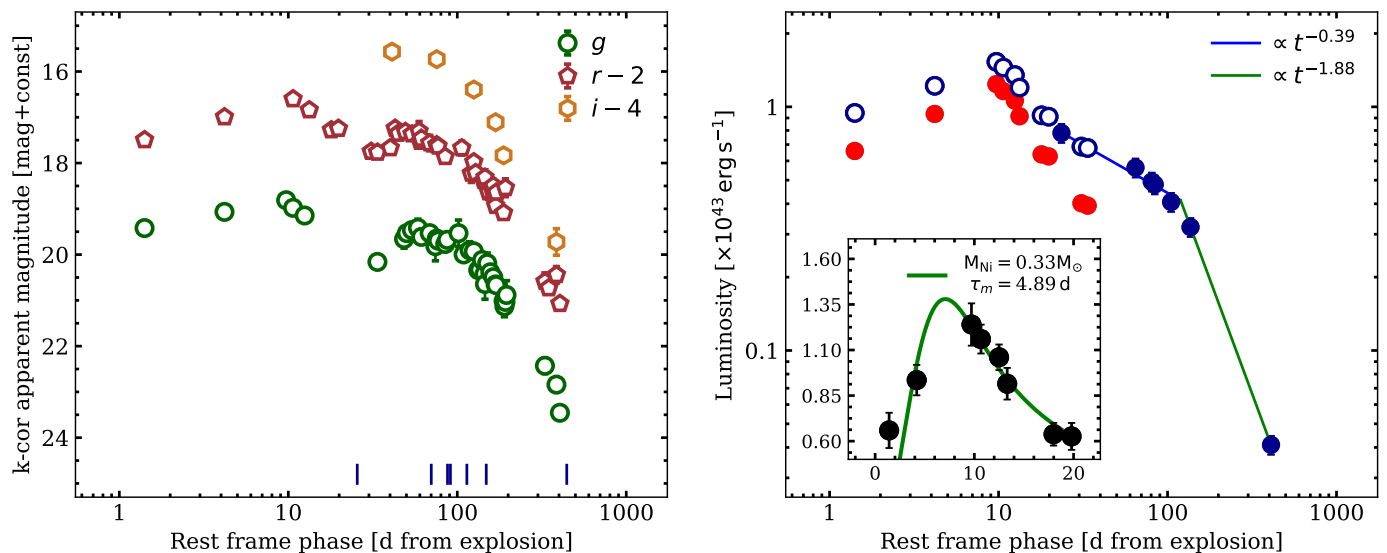 k-cor apparent magnitude [mag+const]
16
18
20
22
24
g
r − 2
i − 4
1
10
100
1000
Rest frame phase [d from explosion]
Luminosity [×10⁴³ erg s⁻¹]
1
0.1
∝ t⁻⁰·³⁹
∝ t⁻¹·⁸⁸
1.60
1.35
1.10
0.85
0.60
M_Ni = 0.33M_⊙
τ_m = 4.89 d
0
10
20
1
10
100
1000
Rest frame phase [d from explosion]